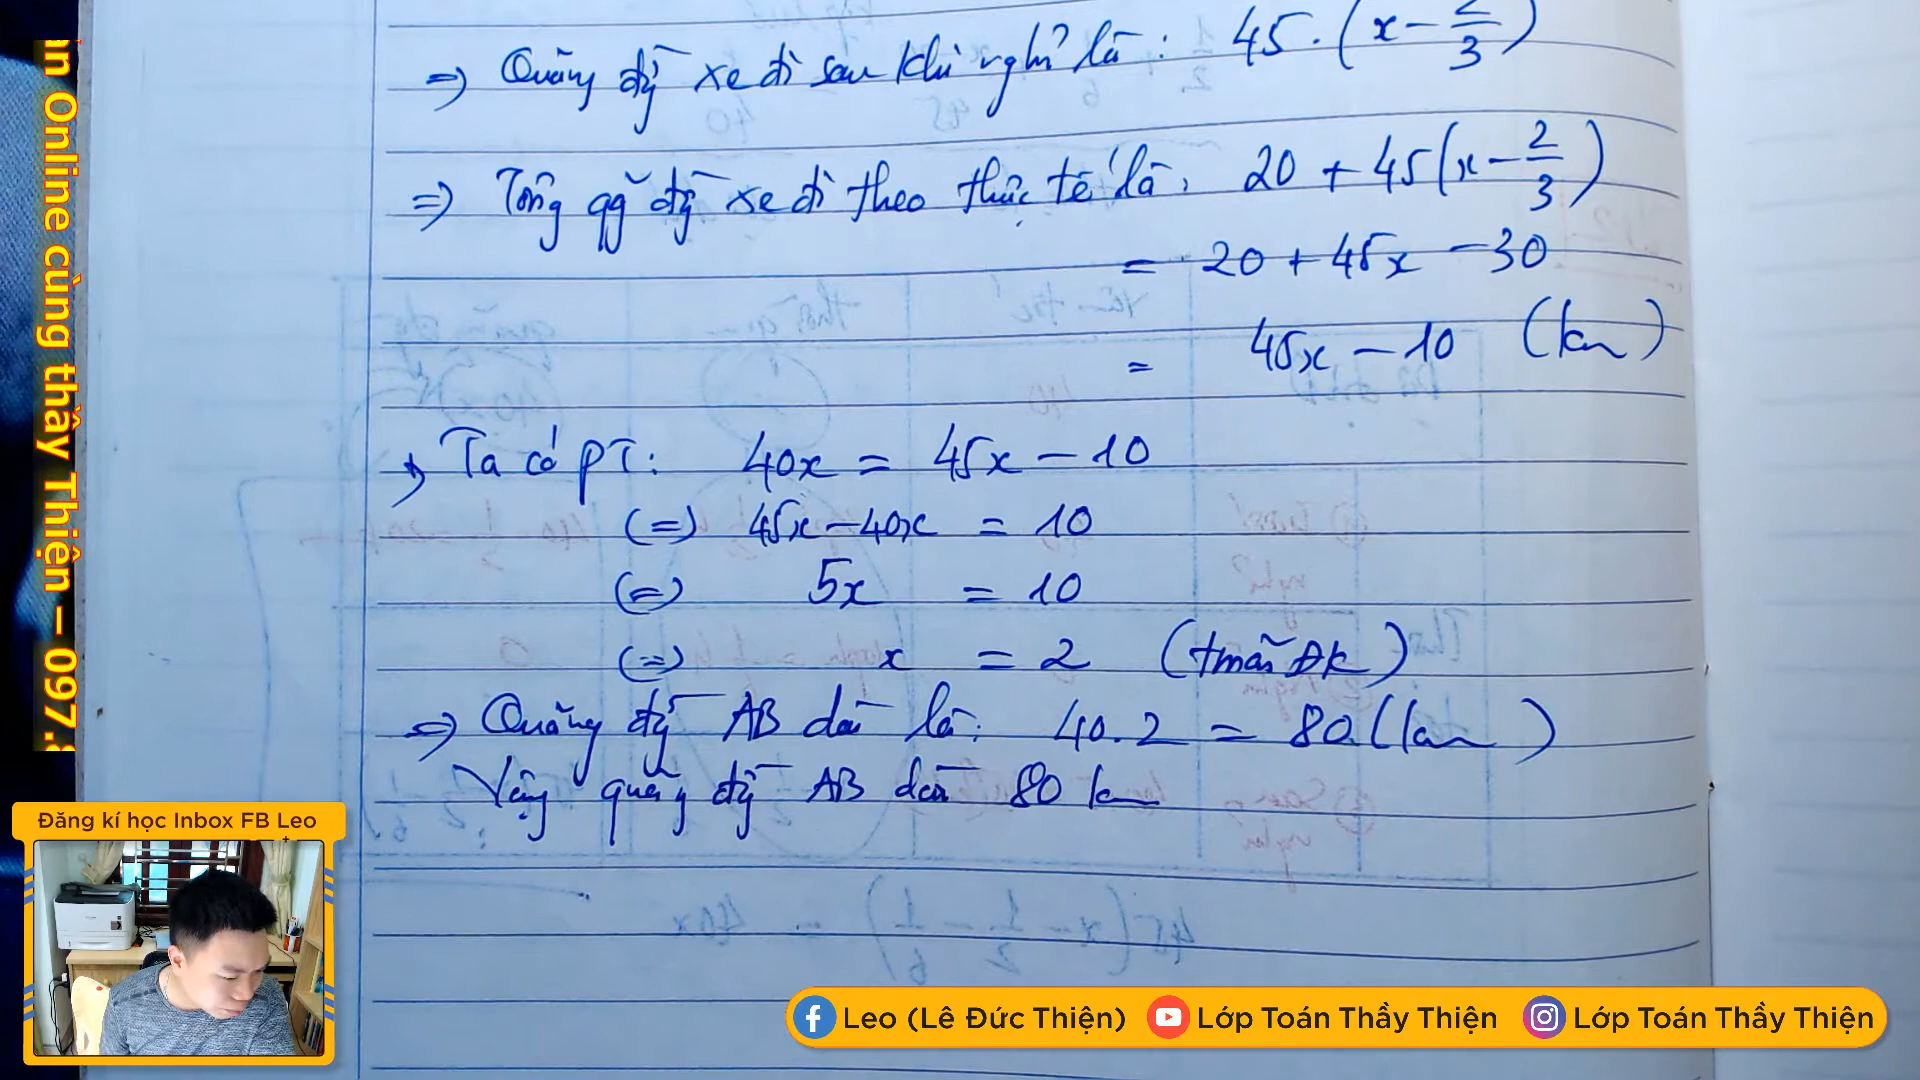 ⇒ Quãng đg xe đi sau khi nghỉ là : 45.(x - 2/3)
⇒ Tổng qg đg xe đi theo thực tế là : 20 + 45(x - 2/3)
= 20 + 45x - 30
= 45x - 10 (km)
⇒ Ta có PT : 40x = 45x - 10
(=) 45x - 40x = 10
(=) 5x = 10
(=) x = 2 (tmãn ĐK)
⇒ Quãng đg AB dài là : 40.2 = 80 (km)
Vậy quãng đg AB dài 80 km
in Online cùng thầy Thiện – 097.8
Đăng kí học Inbox FB Leo
Leo (Lê Đức Thiện) Lớp Toán Thầy Thiện Lớp Toán Thầy Thiện